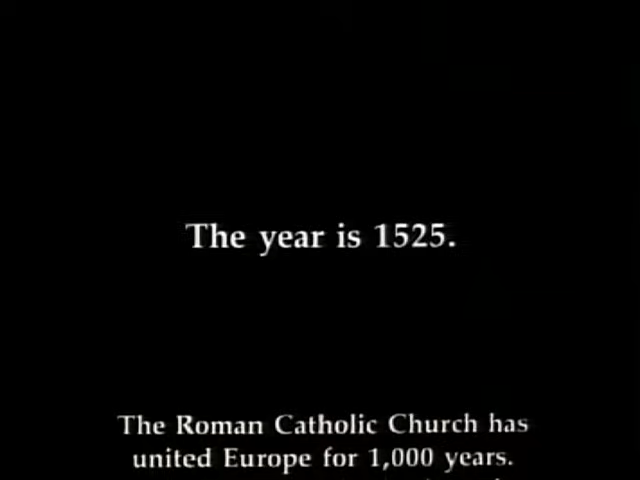 The year is 1525.
The Roman Catholic Church has
united Europe for 1,000 years.